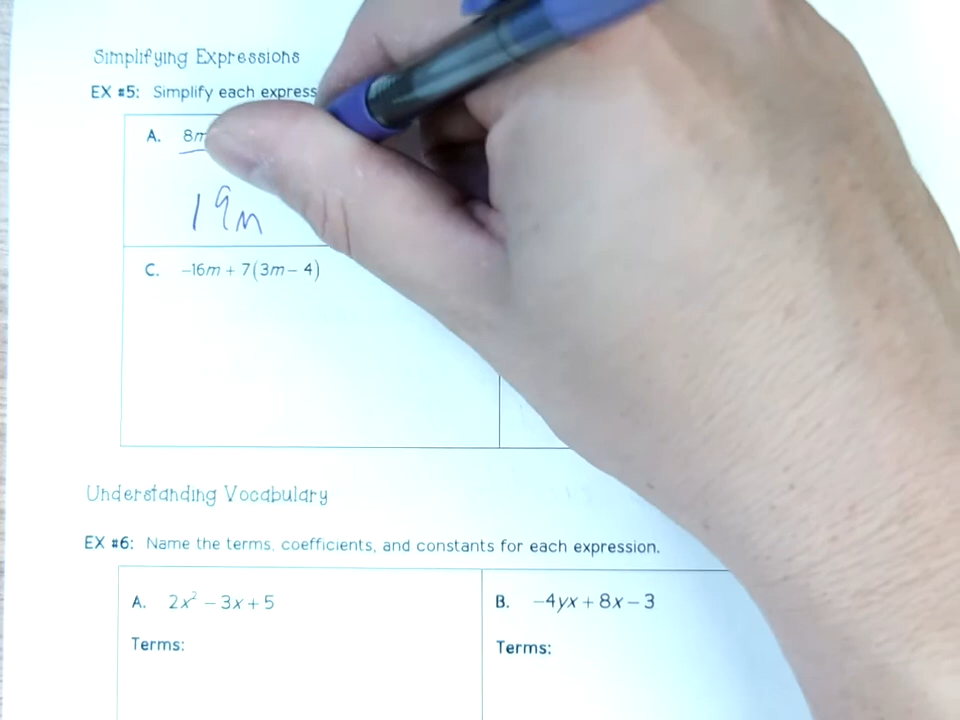 Simplifying Expressions
EX #5: Simplify each express
A. 8m
19m
C. -16m + 7(3m - 4)
Understanding Vocabulary
EX #6: Name the terms, coefficients, and constants for each expression.
A. 2x² - 3x + 5
B. -4yx + 8x - 3
Terms:
Terms: